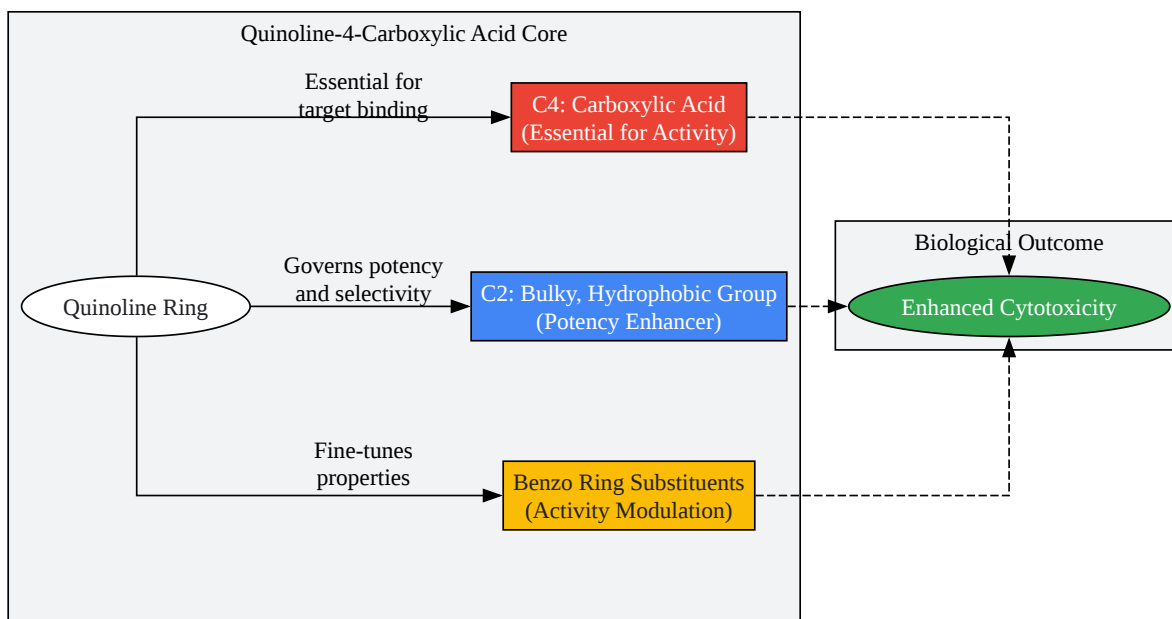 Quinoline-4-Carboxylic Acid Core
Essential for
target binding
C4: Carboxylic Acid
(Essential for Activity)
Quinoline Ring
Governs potency
and selectivity
C2: Bulky, Hydrophobic Group
(Potency Enhancer)
Fine-tunes
properties
Benzo Ring Substituents
(Activity Modulation)
Biological Outcome
Enhanced Cytotoxicity